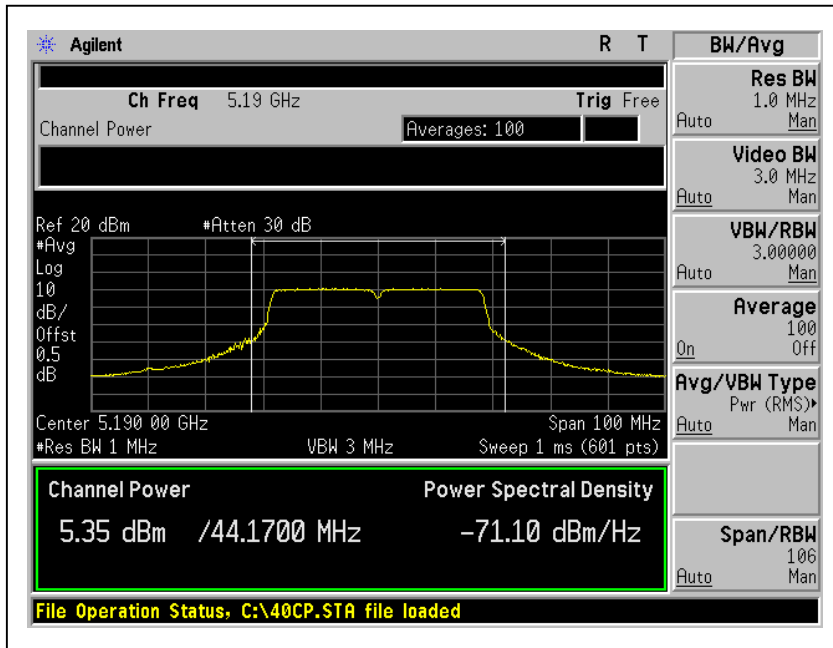 Agilent R T
Ch Freq 5.19 GHz Trig Free
Channel Power Averages: 100
Ref 20 dBm #Atten 30 dB
#Avg
Log
10
dB/
Offst
0.5
dB
Center 5.190 00 GHz Span 100 MHz
#Res BW 1 MHz VBW 3 MHz Sweep 1 ms (601 pts)
Channel Power Power Spectral Density
5.35 dBm /44.1700 MHz -71.10 dBm/Hz
File Operation Status, C:\40CP.STA file loaded
BW/Avg
Res BW
1.0 MHz
Auto Man
Video BW
3.0 MHz
Auto Man
VBW/RBW
3.00000
Auto Man
Average
100
On Off
Avg/VBW Type
Pwr (RMS)▸
Auto Man
Span/RBW
106
Auto Man